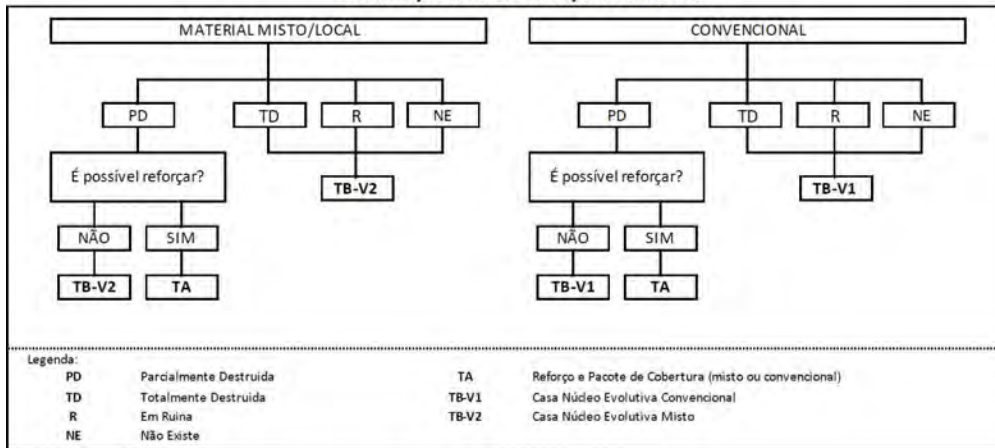 MATERIAL MISTO/LOCAL
CONVENCIONAL
PD TD R NE
PD TD R NE
É possível reforçar?
TB-V2
É possível reforçar?
TB-V1
NÃO SIM
NÃO SIM
TB-V2 TA
TB-V1 TA
Legenda:
PD Parcialmente Destruida TA Reforço e Pacote de Cobertura (misto ou convencional)
TD Totalmente Destruida TB-V1 Casa Núcleo Evolutiva Convencional
R Em Ruina TB-V2 Casa Núcleo Evolutiva Misto
NE Não Existe